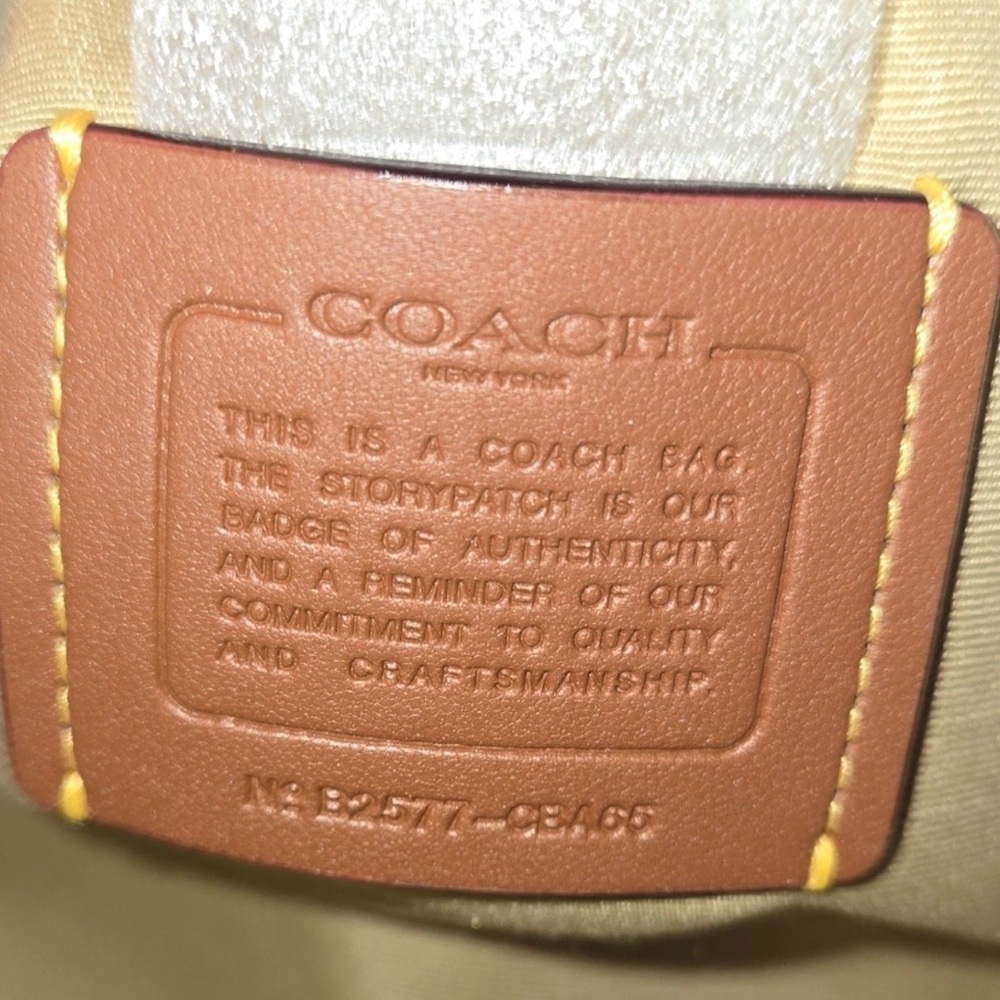 COACH
NEW YORK
THIS IS A COACH BAG.
THE STORYPATCH IS OUR
BADGE OF AUTHENTICITY,
AND A REMINDER OF OUR
COMMITMENT TO QUALITY
AND CRAFTSMANSHIP.
Nº B2577-CBA65